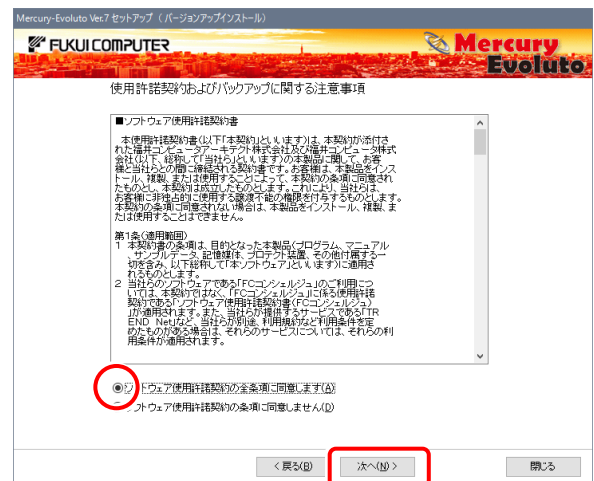 Mercury-Evoluto Ver.7 セットアップ（バージョンアップインストール）
FUKUI COMPUTER
Mercury
Evoluto
使用許諾契約およびバックアップに関する注意事項
■ソフトウェア使用許諾契約書
本使用許諾契約書(以下「本契約」といいます)は、本契約が添付さ
れた福井コンピュータアーキテクト株式会社及び福井コンピュータ株式
会社(以下、総称して「当社ら」といいます)の本製品に関して、お客
様と当社らとの間に締結される契約書です。お客様は、本製品をインス
トール、複製、または使用することによって、本契約の条項に同意され
たものとし、本契約は成立したものとします。これにより、当社らは、
お客様に非独占的に使用する譲渡不能の権限を付与するものとします。
本契約の条項に同意されない場合は、本製品をインストール、複製、ま
たは使用することはできません。
第1条(適用範囲)
1 本契約書の条項は、目的となった本製品(プログラム、マニュアル
、サンプルデータ、記憶媒体、プロテクト装置、その他付属する一
切を含み、以下総称して「本ソフトウェア」といいます)に適用さ
れるものとします。
2 当社らのソフトウェアである「FCコンシェルジュ」のご利用につ
いては、本契約ではなく、「FCコンシェルジュ」に係る使用許諾
契約である「ソフトウェア使用許諾契約書(FCコンシェルジュ)
」が適用されます。また、当社らが提供するサービスである「TR
END Net」など、当社らが別途、利用規約など利用条件を定
めたものがある場合は、それらのサービスについては、それらの利
用条件が適用されます。
ソフトウェア使用許諾契約の全条項に同意します(A)
ソフトウェア使用許諾契約の条項に同意しません(D)
< 戻る(B)
次へ(N) >
閉じる